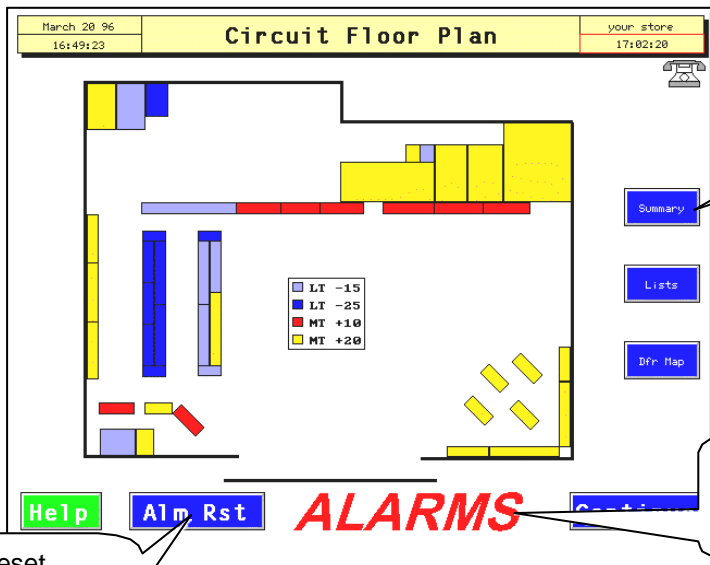 March 20 96
16:49:23
Circuit Floor Plan
your store
17:02:20
Summary
LT -15
LT -25
MT +10
MT +20
Lists
Dfr Map
Help
Alm Rst
ALARMS